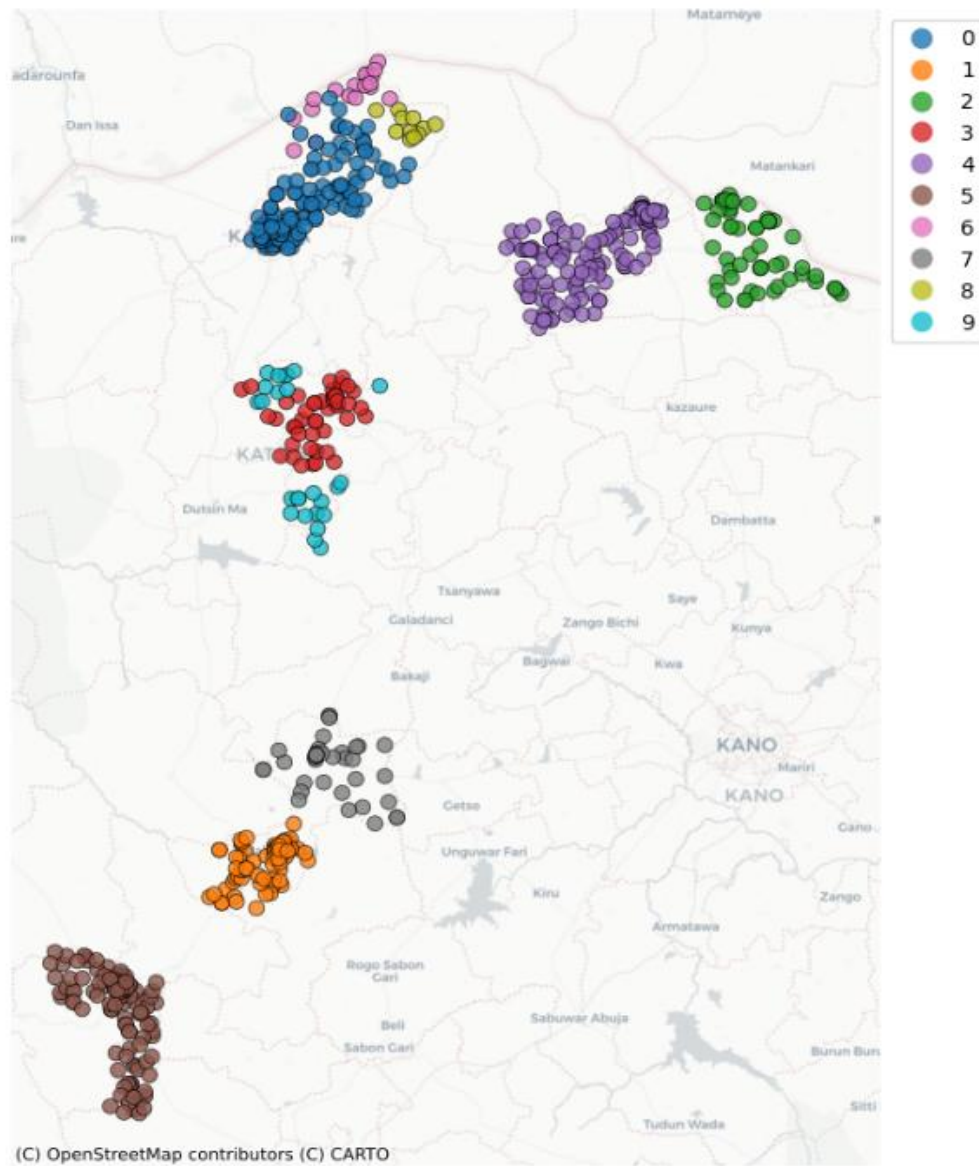 Matameye
adarounfa
Dan Issa
Matankari
kazaure
Dutsin Ma
Dambatta
Tsanyawa
Saye
Galadanci
Zango Bichi
Kunya
Bagwai
Kwa
Bakaji
KANO
Mariri
KANO
Getso
Gano
Unguwar Fari
Kiru
Zango
Armatawa
Rogo Sabon
Gari
Beli
Sabuwar Abuja
Sabon Gari
Burun Buru
Sitti
Tudun Wada
(C) OpenStreetMap contributors (C) CARTO
0
1
2
3
4
5
6
7
8
9